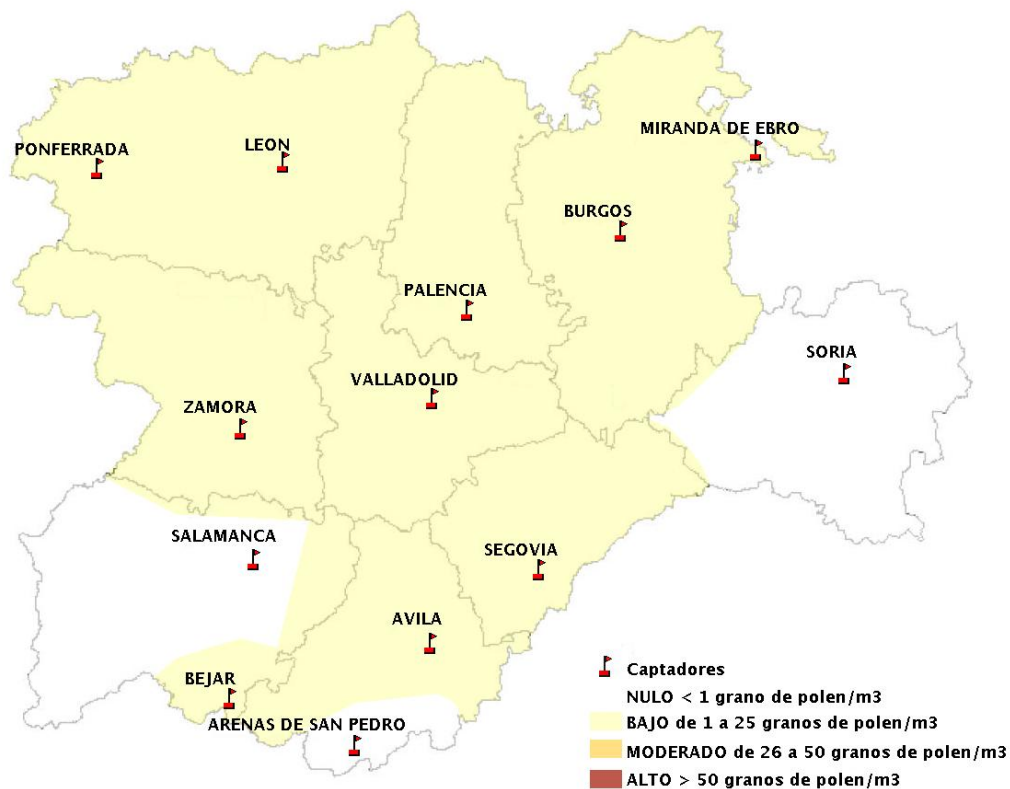 MIRANDA DE EBRO
PONFERRADA
LEON
BURGOS
PALENCIA
SORIA
VALLADOLID
ZAMORA
SALAMANCA
SEGOVIA
AVILA
BEJAR
ARENAS DE SAN PEDRO
Captadores
NULO < 1 grano de polen/m3
BAJO de 1 a 25 granos de polen/m3
MODERADO de 26 a 50 granos de polen/m3
ALTO > 50 granos de polen/m3